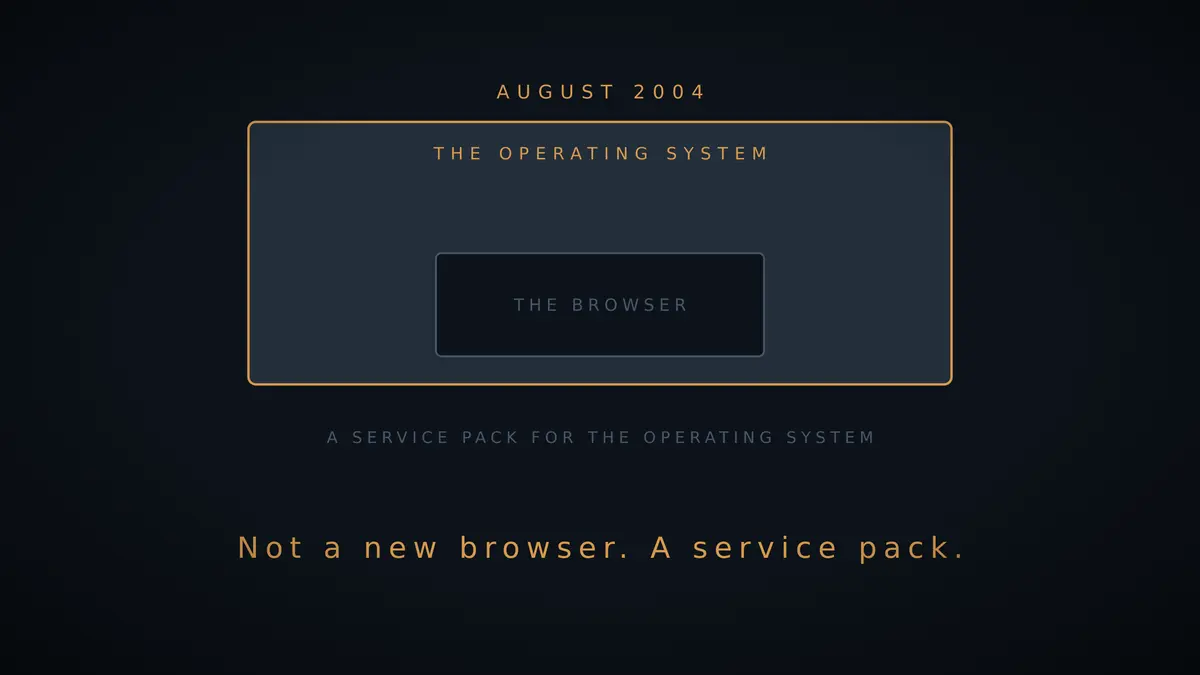 AUGUST 2004
THE OPERATING SYSTEM
THE BROWSER
A SERVICE PACK FOR THE OPERATING SYSTEM
Not a new browser. A service pack.